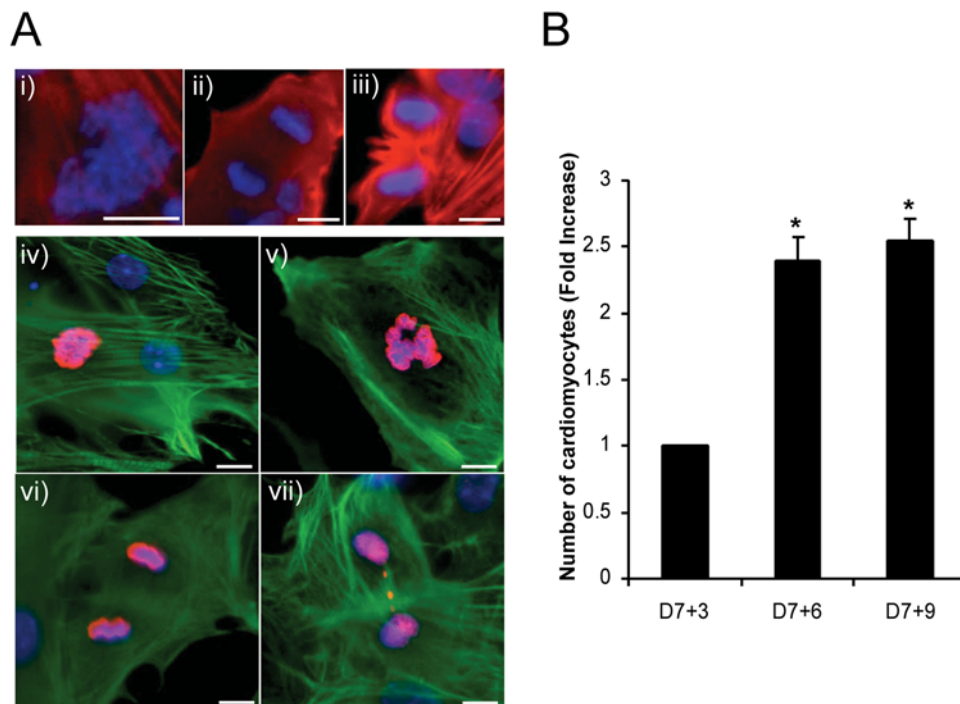 A
B
i)
ii)
iii)
iv)
v)
vi)
vii)
Number of cardiomyocytes (Fold Increase)
3
2.5
2
1.5
1
0.5
0
*
*
D7+3
D7+6
D7+9